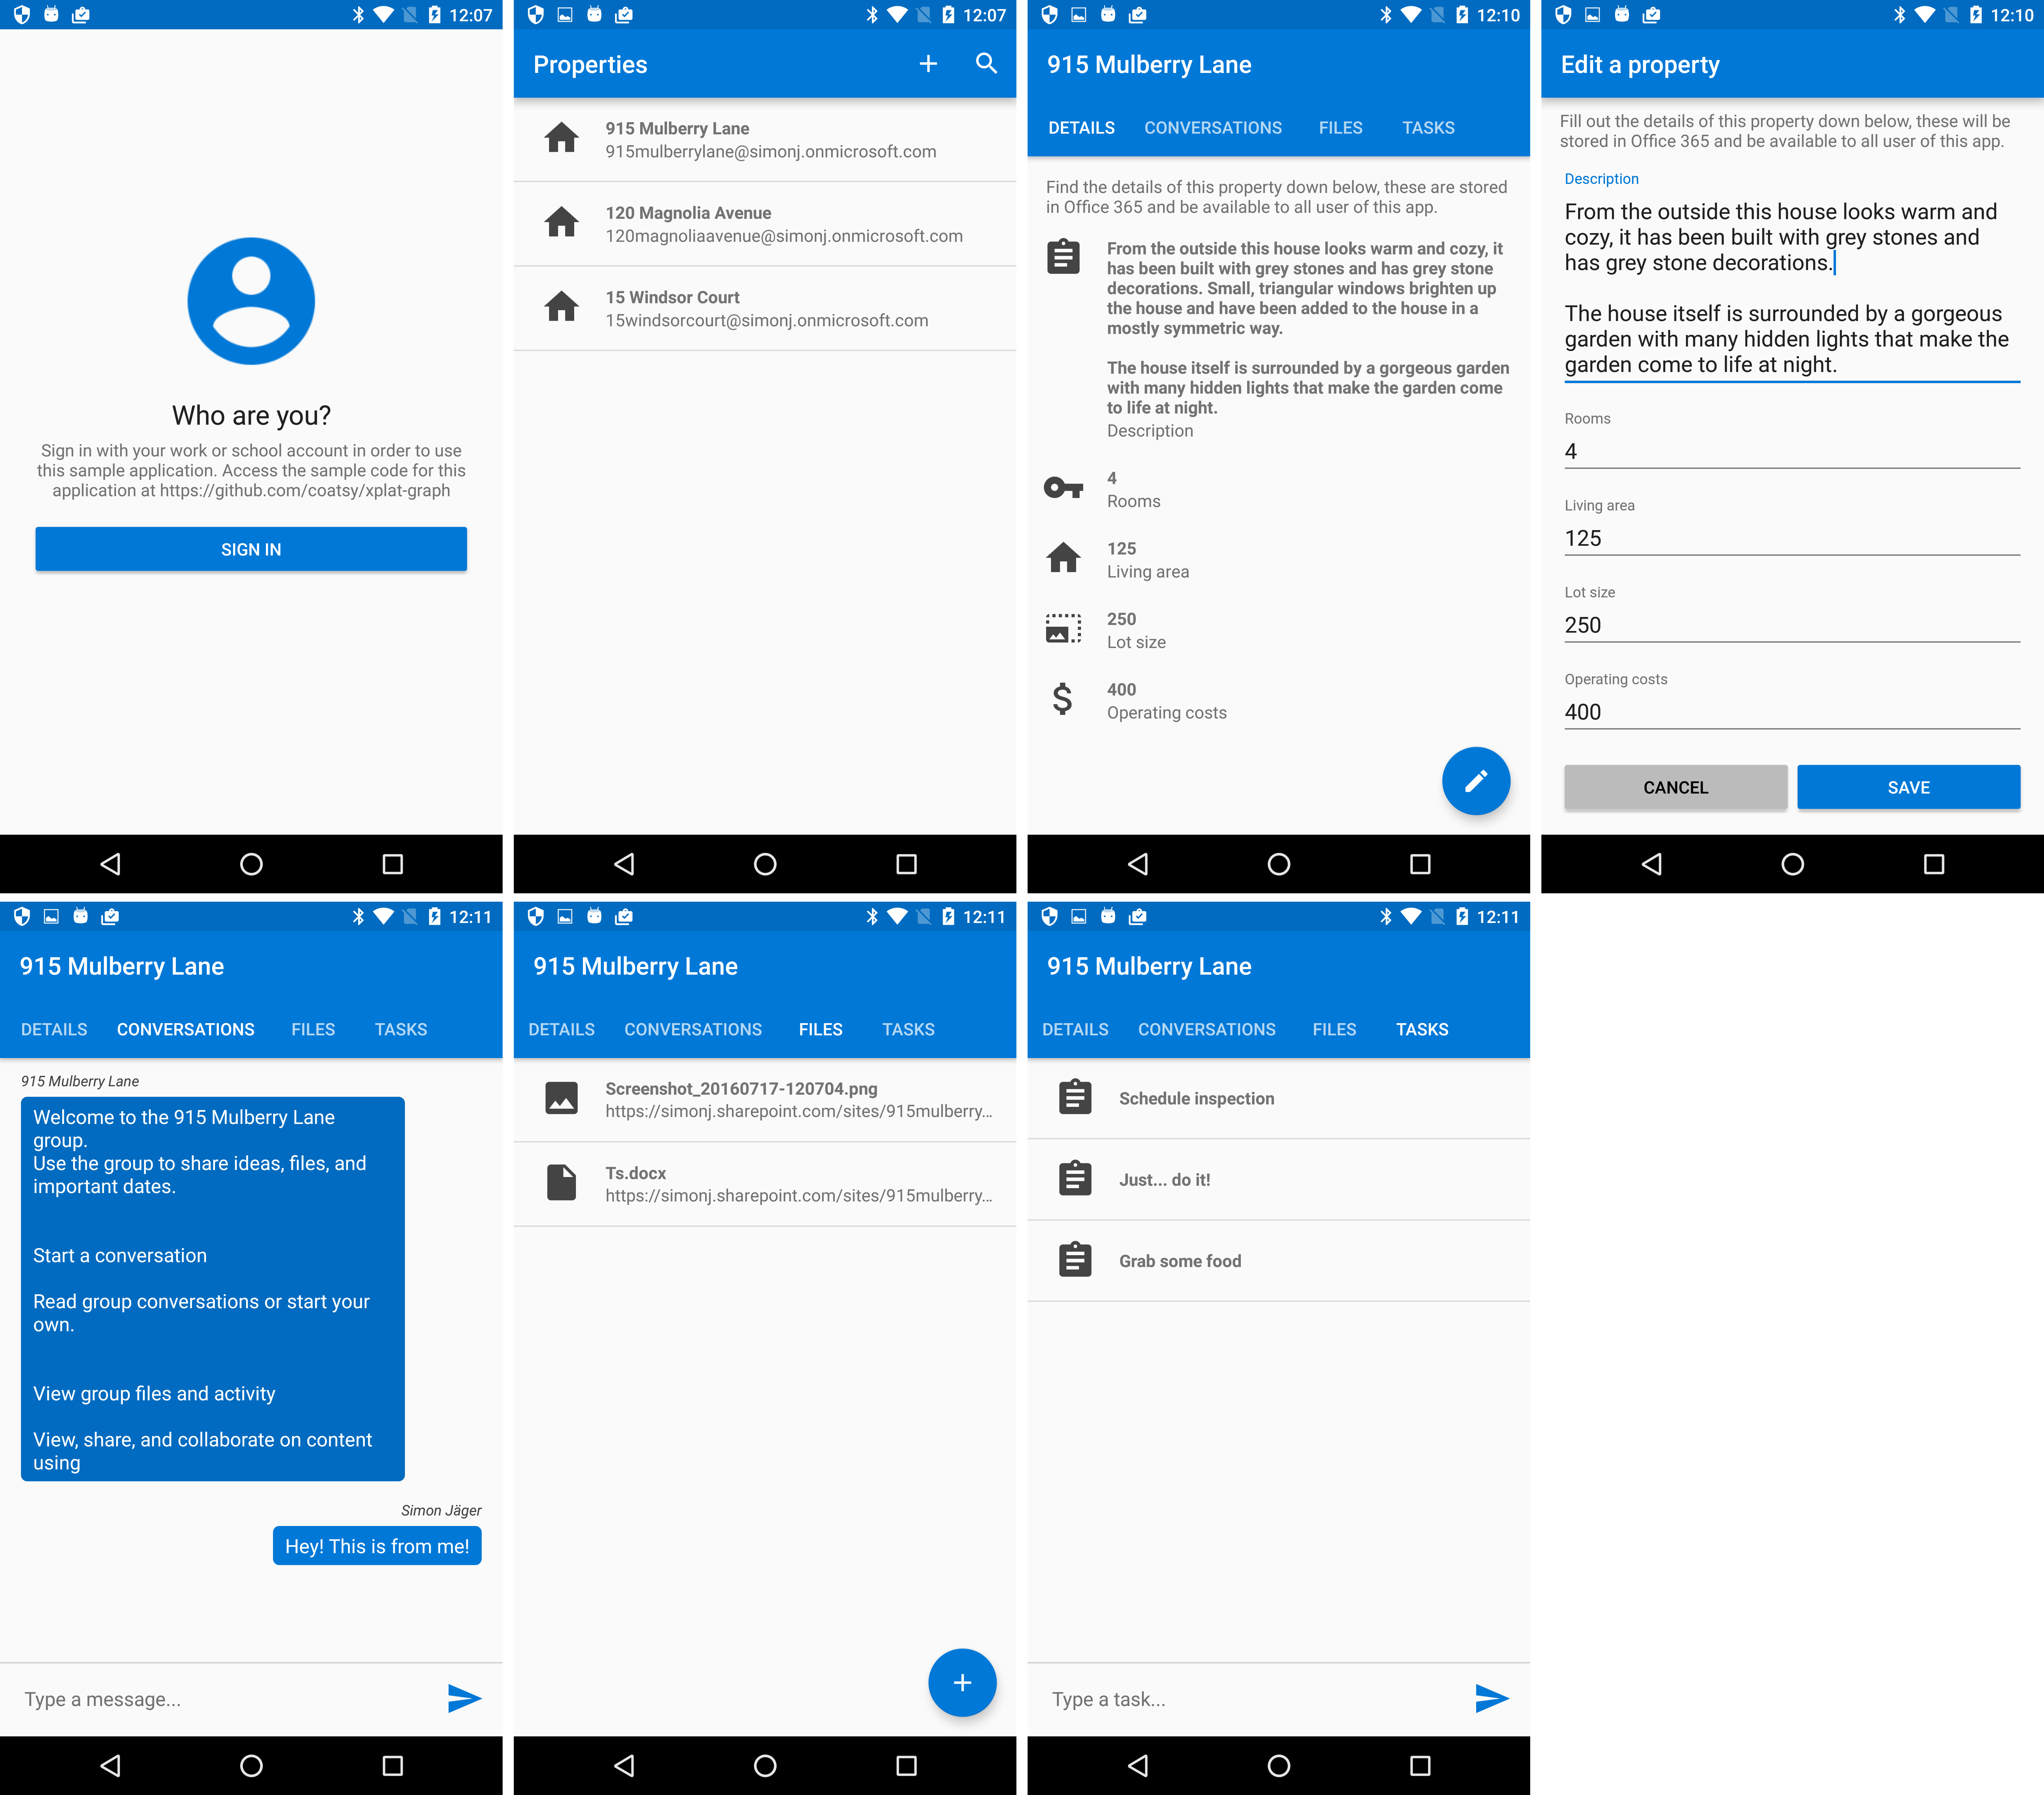 12:07
Who are you?
Sign in with your work or school account in order to use
this sample application. Access the sample code for this
application at https://github.com/coatsy/xplat-graph
SIGN IN
12:07
Properties
915 Mulberry Lane
915mulberrylane@simonj.onmicrosoft.com
120 Magnolia Avenue
120magnoliaavenue@simonj.onmicrosoft.com
15 Windsor Court
15windsorcourt@simonj.onmicrosoft.com
12:10
915 Mulberry Lane
DETAILS CONVERSATIONS FILES TASKS
Find the details of this property down below, these are stored
in Office 365 and be available to all user of this app.
From the outside this house looks warm and cozy, it
has been built with grey stones and has grey stone
decorations. Small, triangular windows brighten up
the house and have been added to the house in a
mostly symmetric way.
The house itself is surrounded by a gorgeous garden
with many hidden lights that make the garden come
to life at night.
Description
4
Rooms
125
Living area
250
Lot size
400
Operating costs
12:10
Edit a property
Fill out the details of this property down below, these will be
stored in Office 365 and be available to all user of this app.
Description
From the outside this house looks warm and
cozy, it has been built with grey stones and
has grey stone decorations.
The house itself is surrounded by a gorgeous
garden with many hidden lights that make the
garden come to life at night.
Rooms
4
Living area
125
Lot size
250
Operating costs
400
CANCEL SAVE
12:11
915 Mulberry Lane
DETAILS CONVERSATIONS FILES TASKS
915 Mulberry Lane
Welcome to the 915 Mulberry Lane
group.
Use the group to share ideas, files, and
important dates.
Start a conversation
Read group conversations or start your
own.
View group files and activity
View, share, and collaborate on content
using
Simon Jäger
Hey! This is from me!
Type a message...
12:11
915 Mulberry Lane
DETAILS CONVERSATIONS FILES TASKS
Screenshot_20160717-120704.png
https://simonj.sharepoint.com/sites/915mulberry...
Ts.docx
https://simonj.sharepoint.com/sites/915mulberry...
12:11
915 Mulberry Lane
DETAILS CONVERSATIONS FILES TASKS
Schedule inspection
Just... do it!
Grab some food
Type a task...